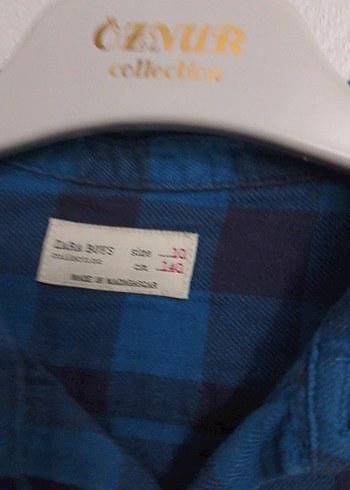 ÖZNUR
collection
ZARA BOYS size 10
collection cm 140
MADE IN MADAGASCAR